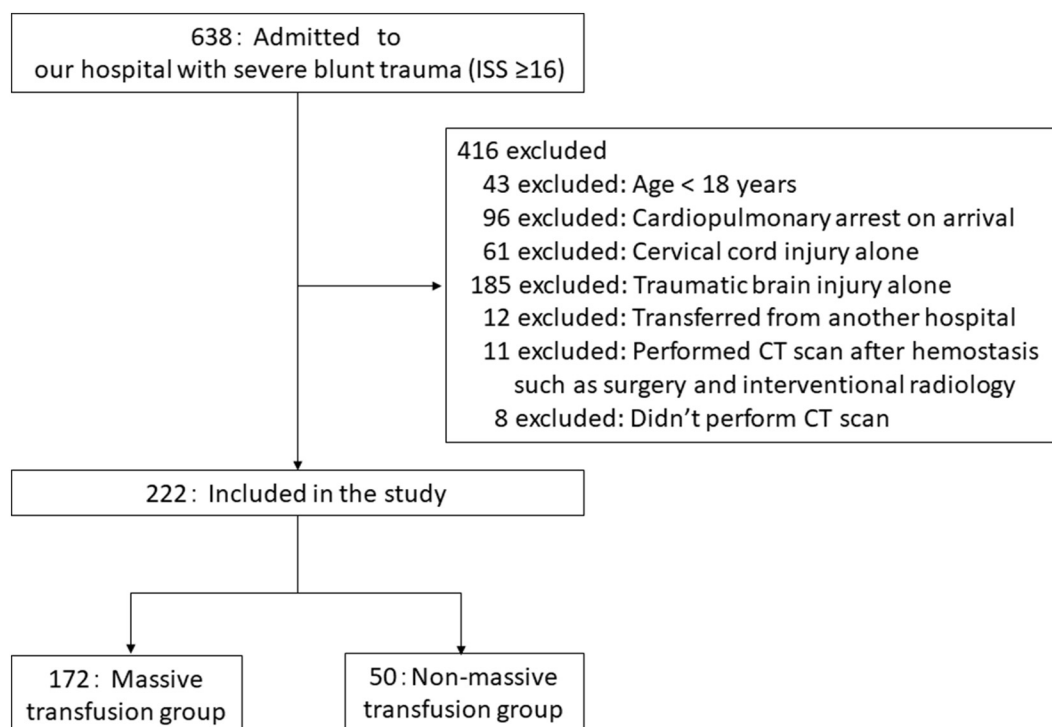 638: Admitted to
our hospital with severe blunt trauma (ISS ≥16)
416 excluded
43 excluded: Age < 18 years
96 excluded: Cardiopulmonary arrest on arrival
61 excluded: Cervical cord injury alone
185 excluded: Traumatic brain injury alone
12 excluded: Transferred from another hospital
11 excluded: Performed CT scan after hemostasis
such as surgery and interventional radiology
8 excluded: Didn’t perform CT scan
222: Included in the study
172: Massive
transfusion group
50: Non-massive
transfusion group